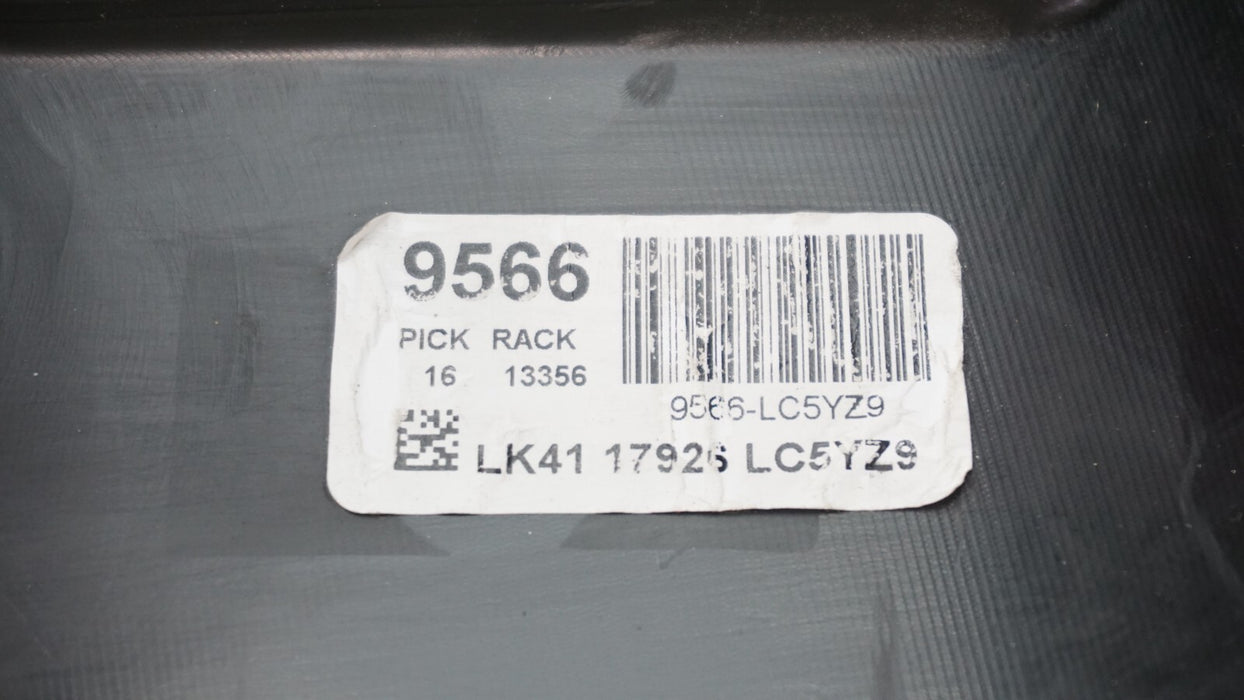 9566
PICK RACK
16 13356
9566-LC5YZ9
LK41 17926 LC5YZ9